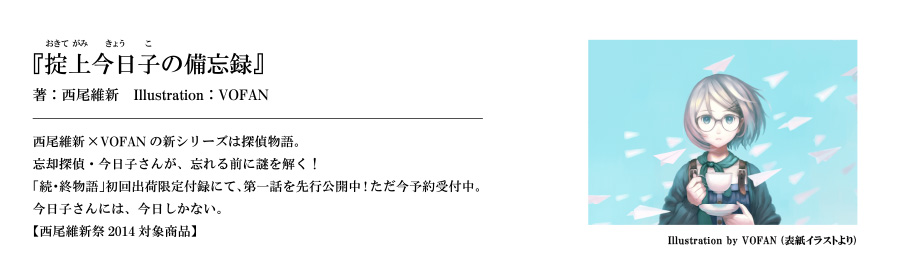 おきてがみ きょう こ
『掟上今日子の備忘録』
著：西尾維新 Illustration：VOFAN
西尾維新×VOFANの新シリーズは探偵物語。
忘却探偵・今日子さんが、忘れる前に謎を解く！
「続・終物語」初回出荷限定付録にて、第一話を先行公開中！ただ今予約受付中。
今日子さんには、今日しかない。
【西尾維新祭2014対象商品】
Illustration by VOFAN（表紙イラストより）